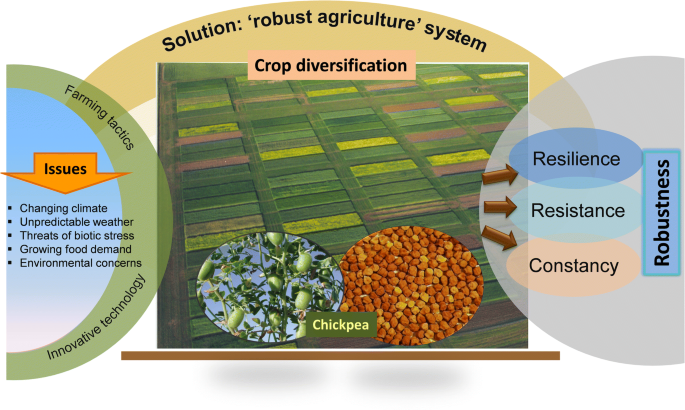 Solution: ‘robust agriculture’ system
Crop diversification
Farming tactics
Issues
• Changing climate
• Unpredictable weather
• Threats of biotic stress
• Growing food demand
• Environmental concerns
Innovative technology
Chickpea
Resilience
Resistance
Constancy
Robustness